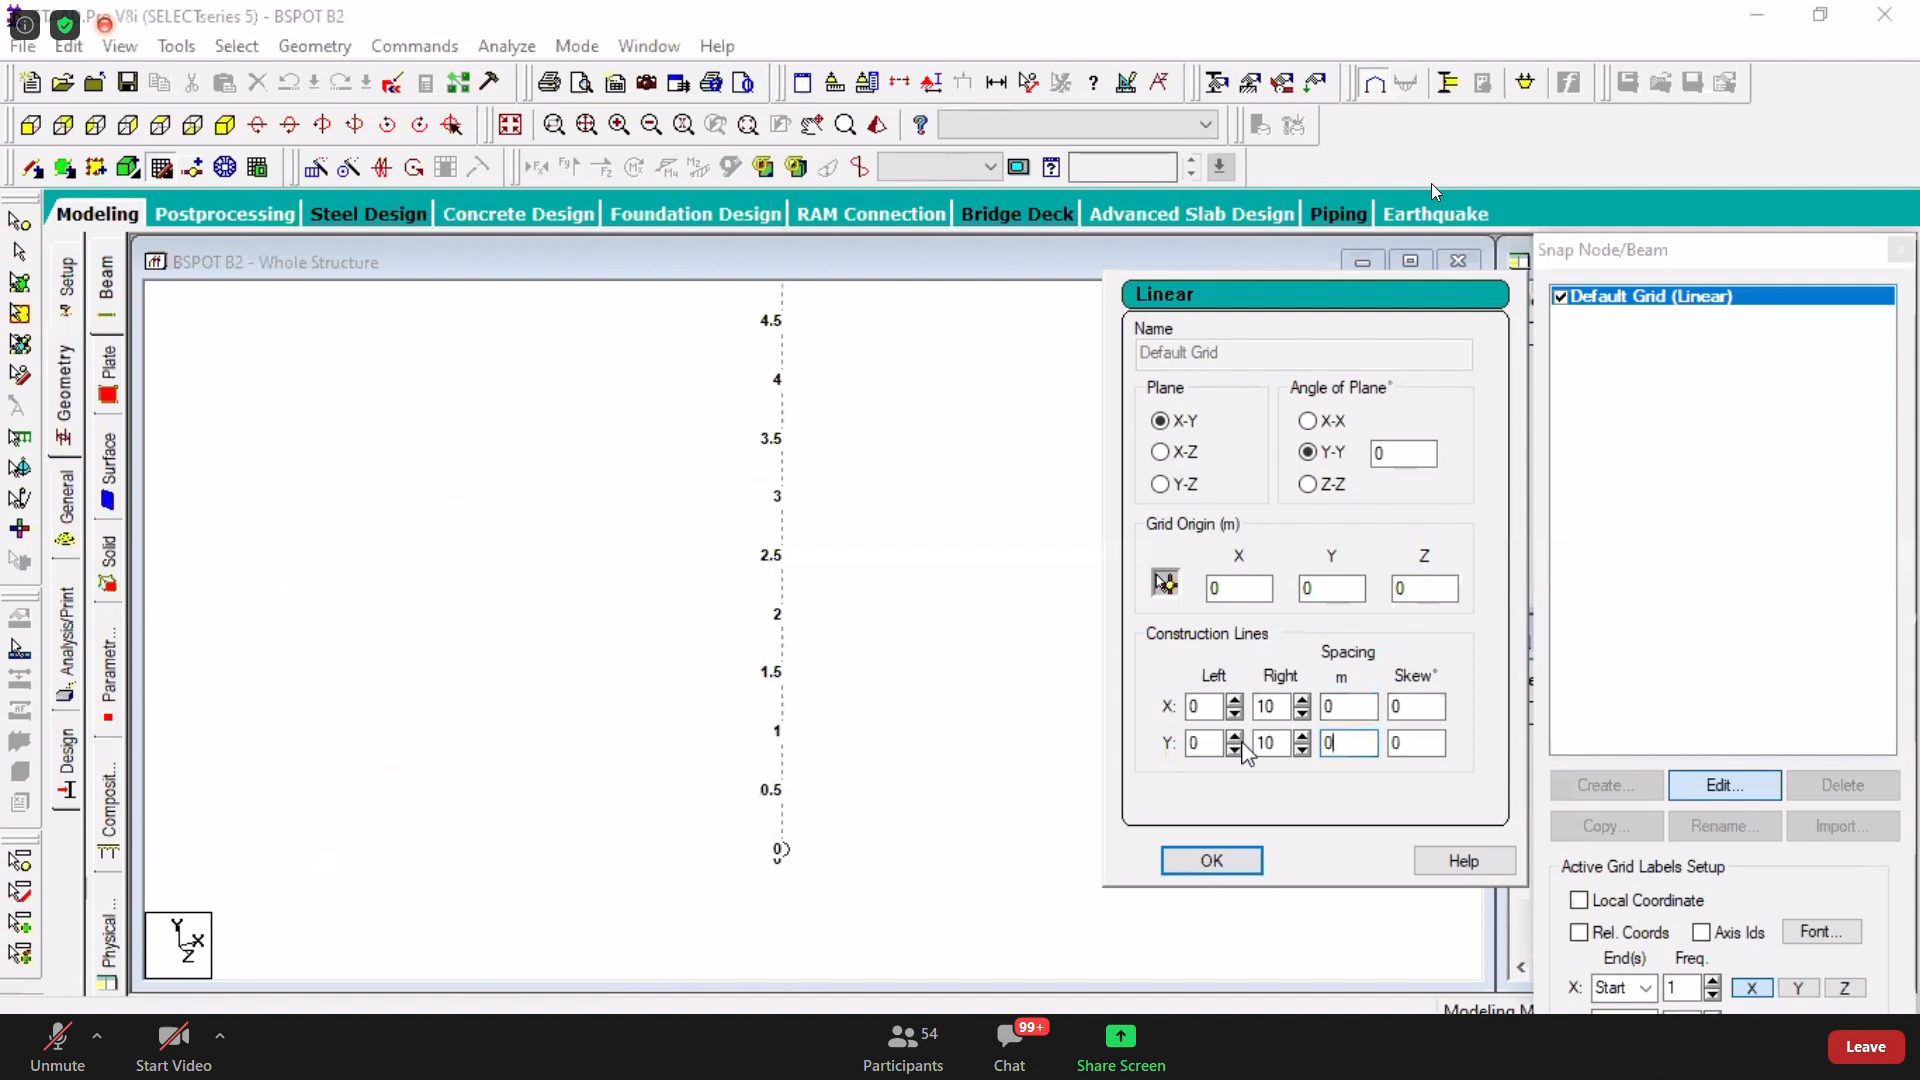 .Pro V8i (SELECTseries 5) - BSPOT B2
File Edit View Tools Select Geometry Commands Analyze Mode Window Help
Modeling Postprocessing Steel Design Concrete Design Foundation Design RAM Connection Bridge Deck Advanced Slab Design Piping Earthquake
Setup
Geometry
General
Analysis/Print
Design
Beam
Plate
Surface
Solid
Parametr...
Composit...
Physical ...
BSPOT B2 - Whole Structure
4.5
4
3.5
3
2.5
2
1.5
1
0.5
0
Y
X
Z
Linear
Name
Default Grid
Plane
Angle of Plane°
X-Y
X-X
X-Z
Y-Y 0
Y-Z
Z-Z
Grid Origin (m)
X Y Z
0 0 0
Construction Lines
Spacing
Left Right m Skew°
X: 0 10 0 0
Y: 0 10 0 0
OK Help
Snap Node/Beam
Default Grid (Linear)
Create... Edit... Delete
Copy... Rename... Import...
Active Grid Labels Setup
Local Coordinate
Rel. Coords Axis Ids Font...
End(s) Freq.
X: Start 1 X Y Z
Unmute
Start Video
54
Participants
99+
Chat
Share Screen
Leave